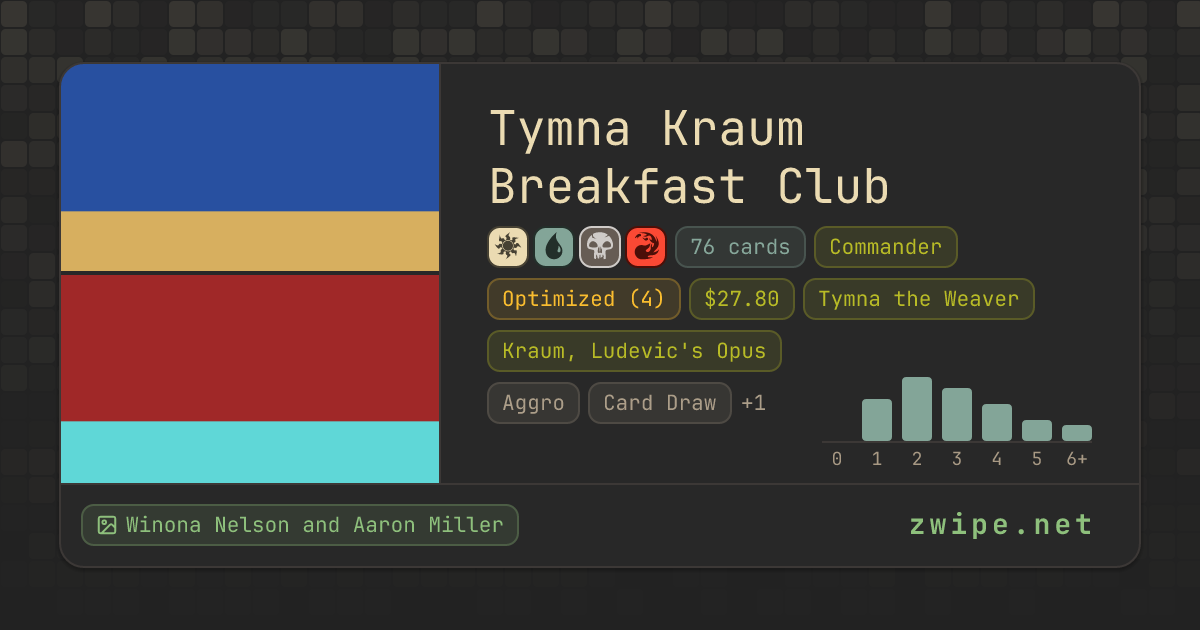 Tymna Kraum
Breakfast Club
76 cards Commander
Optimized (4) $27.80 Tymna the Weaver
Kraum, Ludevic's Opus
Aggro Card Draw +1
0 1 2 3 4 5 6+
Winona Nelson and Aaron Miller
zwipe.net